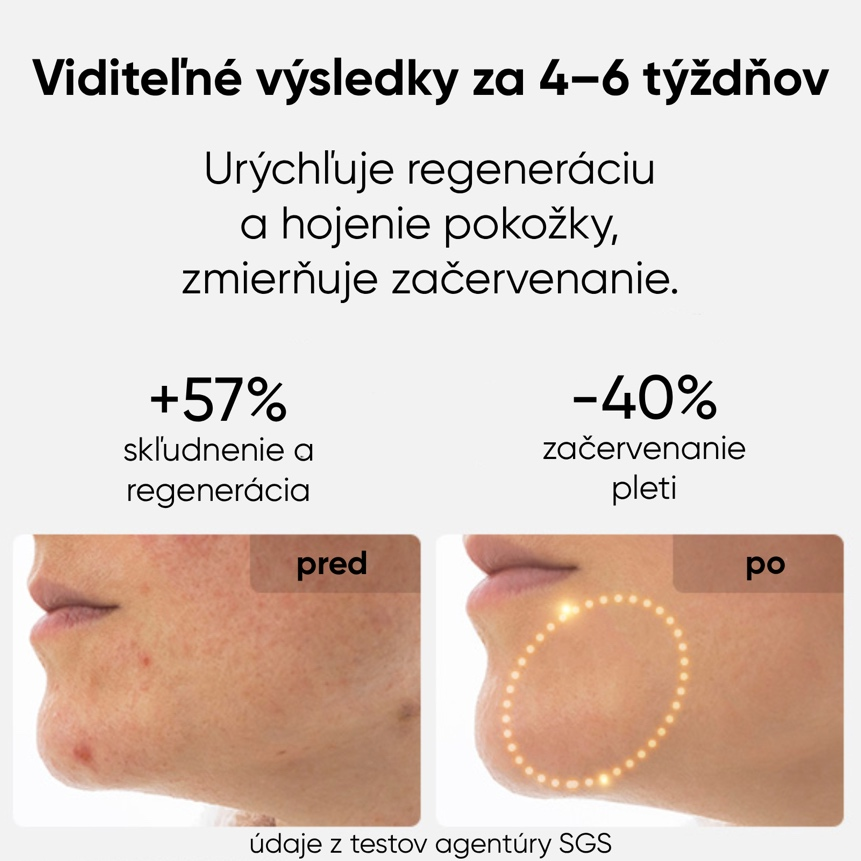 Viditeľné výsledky za 4–6 týždňov
Urýchľuje regeneráciu
a hojenie pokožky,
zmierňuje začervenanie.
+57%
skľudnenie a
regenerácia
-40%
začervenanie
pleti
pred
po
údaje z testov agentúry SGS